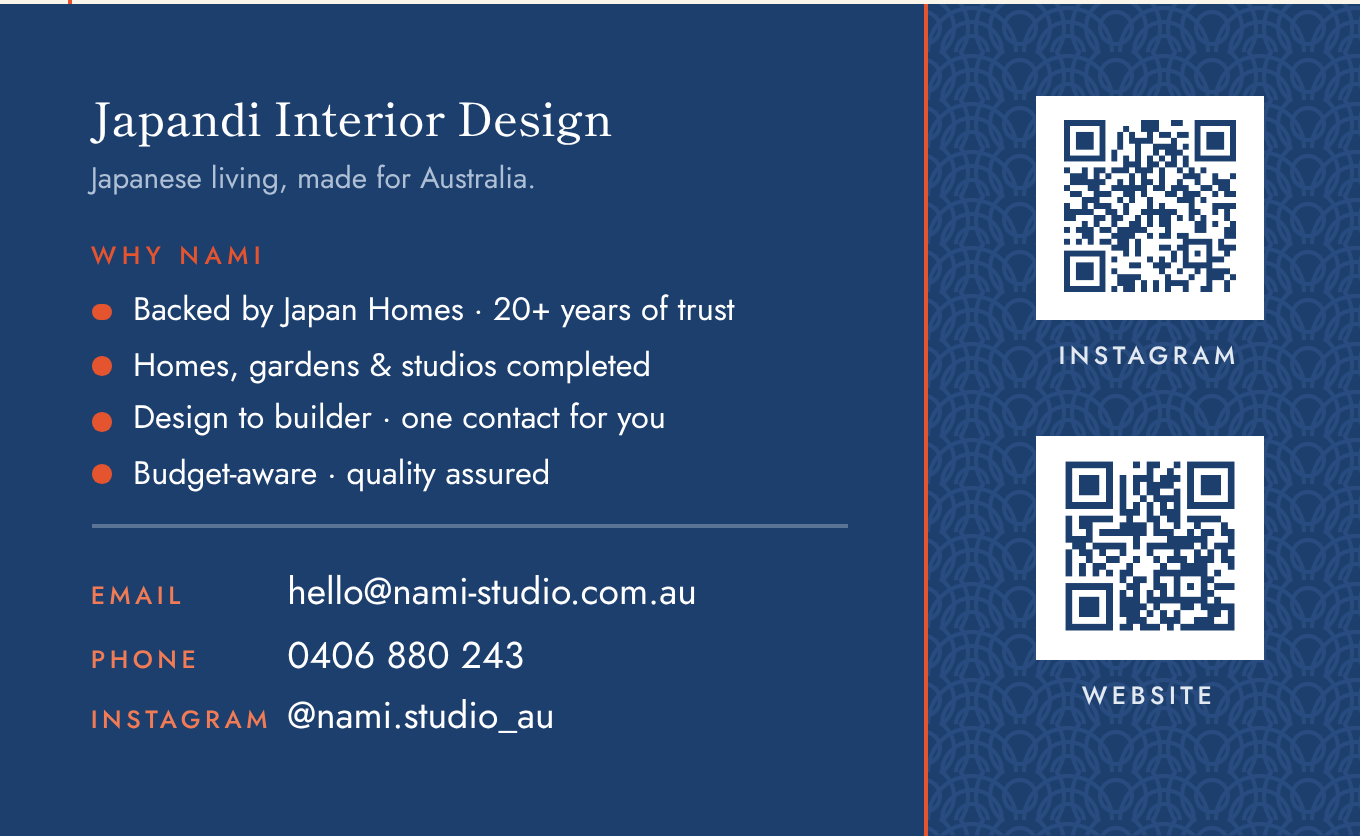 Japandi Interior Design
Japanese living, made for Australia.
WHY NAMI
Backed by Japan Homes · 20+ years of trust
Homes, gardens & studios completed
Design to builder · one contact for you
Budget-aware · quality assured
EMAIL hello@nami-studio.com.au
PHONE 0406 880 243
INSTAGRAM @nami.studio_au
INSTAGRAM
WEBSITE